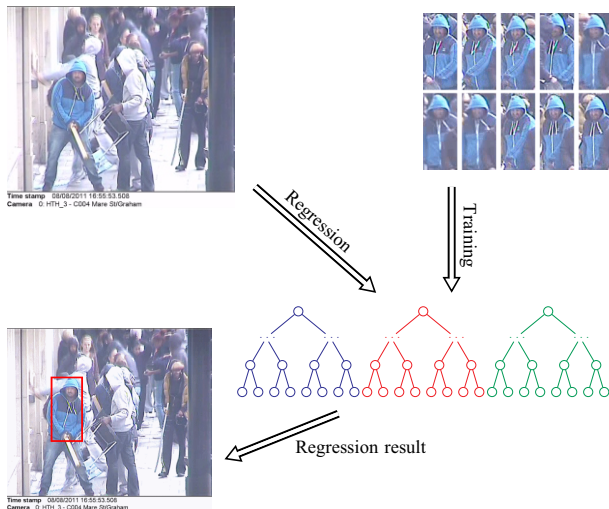 Time stamp 08/08/2011 16:55:53.508
Camera 0: HTH_3 - C004 Mare St/Graham
Regression
Training
Regression result
Time stamp 08/08/2011 16:55:53.508
Camera 0: HTH_3 - C004 Mare St/Graham